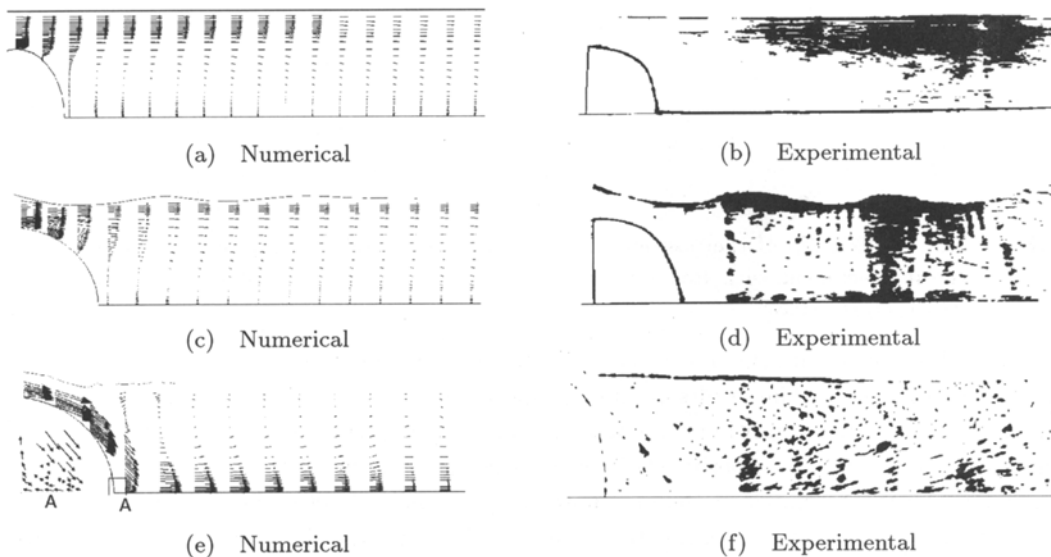 (a) Numerical
(b) Experimental
(c) Numerical
(d) Experimental
A A
(e) Numerical
(f) Experimental